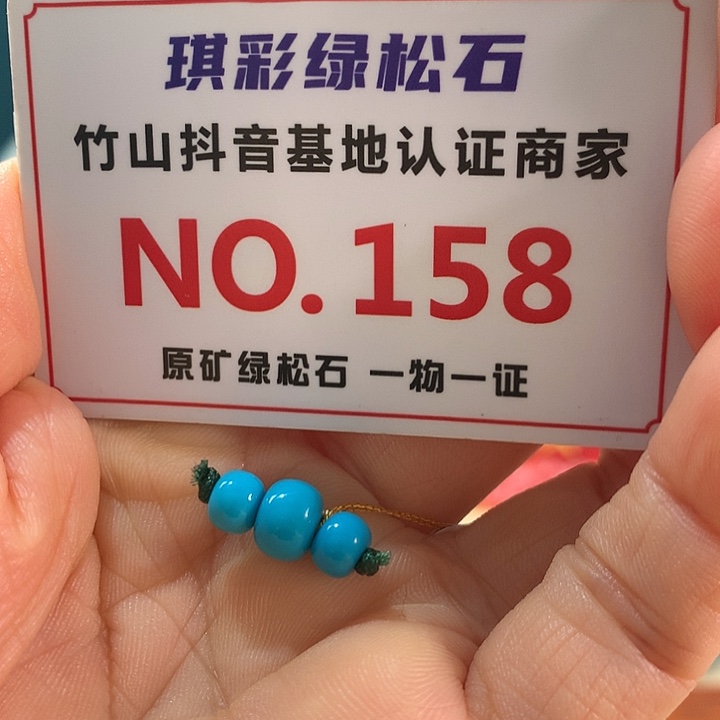 琪彩绿松石
竹山抖音基地认证商家
NO.158
原矿绿松石 一物一证